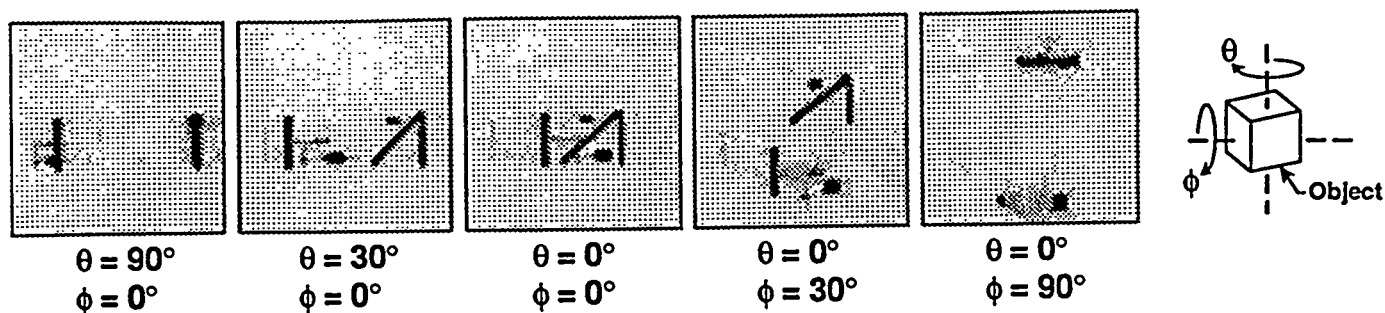 θ = 90°
ϕ = 0°
θ = 30°
ϕ = 0°
θ = 0°
ϕ = 0°
θ = 0°
ϕ = 30°
θ = 0°
ϕ = 90°
θ
ϕ
Object